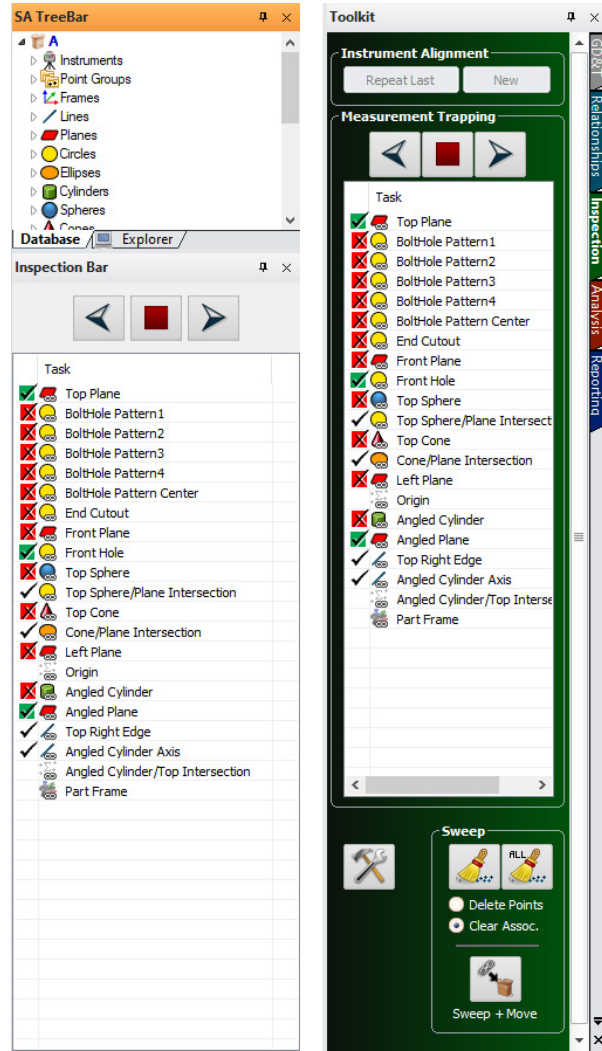 SA TreeBar
A
Instruments
Point Groups
Frames
Lines
Planes
Circles
Ellipses
Cylinders
Spheres
Cones
Database
Explorer
Inspection Bar
Task
Top Plane
BoltHole Pattern1
BoltHole Pattern2
BoltHole Pattern3
BoltHole Pattern4
BoltHole Pattern Center
End Cutout
Front Plane
Front Hole
Top Sphere
Top Sphere/Plane Intersection
Top Cone
Cone/Plane Intersection
Left Plane
Origin
Angled Cylinder
Angled Plane
Top Right Edge
Angled Cylinder Axis
Angled Cylinder/Top Intersection
Part Frame
Toolkit
Instrument Alignment
Repeat Last
New
Measurement Trapping
Task
Top Plane
BoltHole Pattern1
BoltHole Pattern2
BoltHole Pattern3
BoltHole Pattern4
BoltHole Pattern Center
End Cutout
Front Plane
Front Hole
Top Sphere
Top Sphere/Plane Intersect
Top Cone
Cone/Plane Intersection
Left Plane
Origin
Angled Cylinder
Angled Plane
Top Right Edge
Angled Cylinder Axis
Angled Cylinder/Top Interse
Part Frame
Sweep
ALL
Delete Points
Clear Assoc.
Sweep + Move
GD&I
Relationships
Inspection
Analysis
Reporting